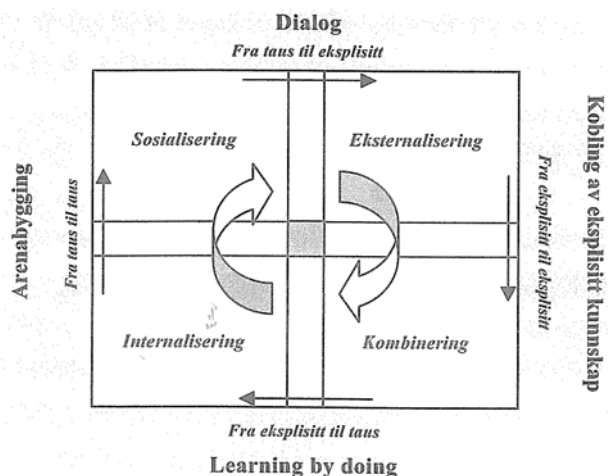 Dialog
Fra taus til eksplisitt
Sosialisering
Eksternalisering
Arenabygging
Fra taus til taus
Fra eksplisitt til eksplisitt
Kobling av eksplisitt kunnskap
Internalisering
Kombinering
Fra eksplisitt til taus
Learning by doing